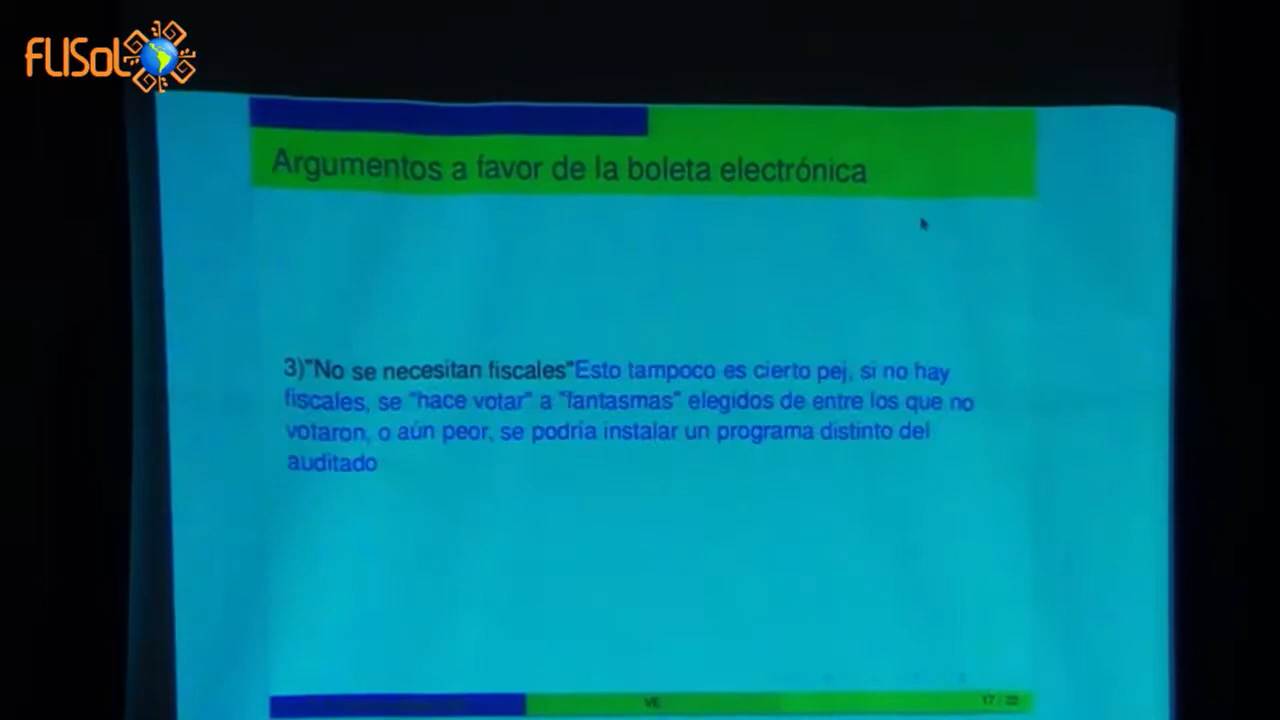 FLISoL
Argumentos a favor de la boleta electrónica
3)"No se necesitan fiscales"Esto tampoco es cierto pej, si no hay
fiscales, se "hace votar" a "fantasmas" elegidos de entre los que no
votaron, o aún peor, se podría instalar un programa distinto del
auditado
VE
17 / 22